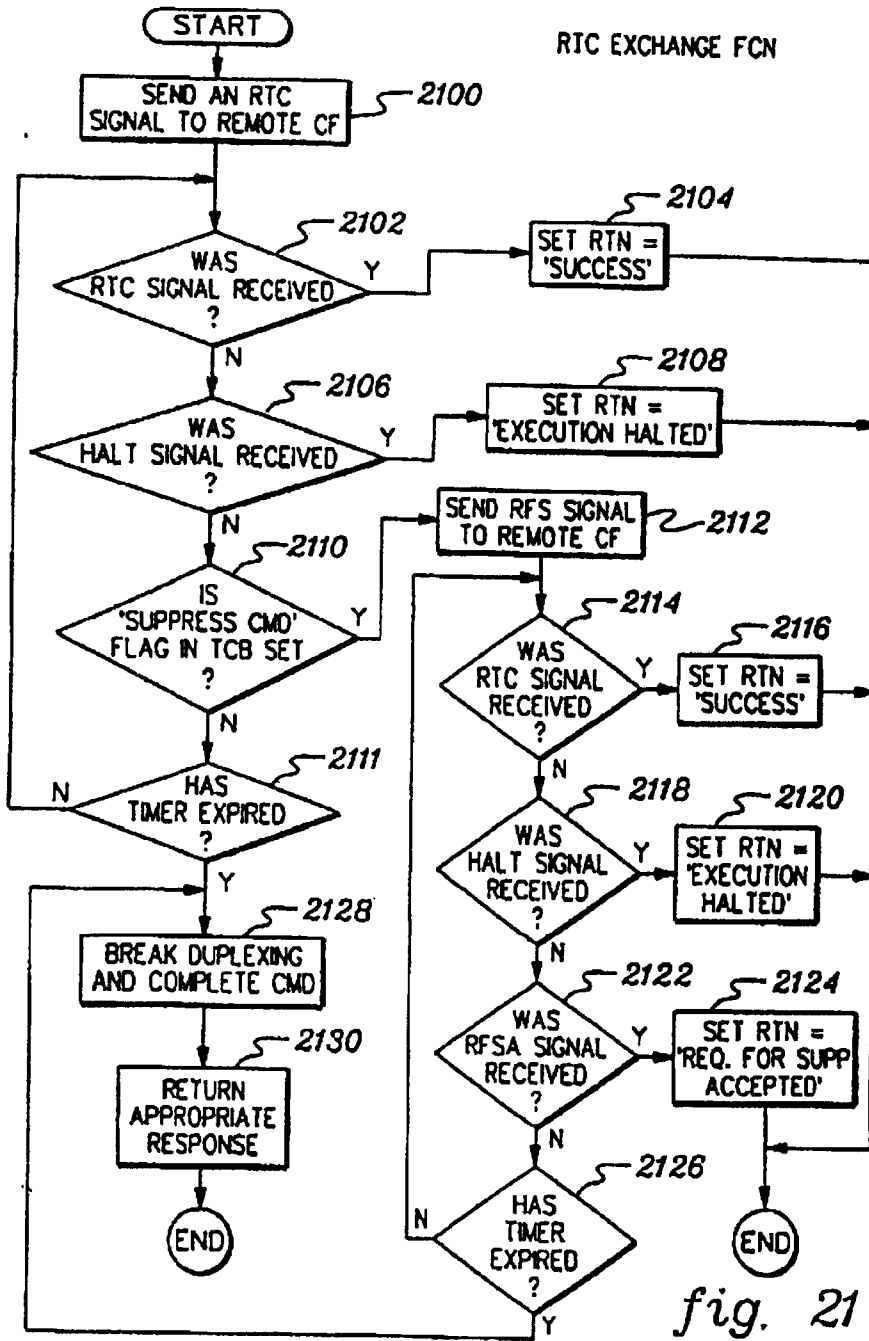 START
RTC EXCHANGE FCN
SEND AN RTC
SIGNAL TO REMOTE CF
2100
2102
WAS
RTC SIGNAL RECEIVED
?
Y
N
2104
SET RTN =
'SUCCESS'
2106
WAS
HALT SIGNAL RECEIVED
?
Y
N
2108
SET RTN =
'EXECUTION HALTED'
2110
IS
'SUPPRESS CMD'
FLAG IN TCB SET
?
Y
N
SEND RFS SIGNAL
TO REMOTE CF
2112
2111
HAS
TIMER EXPIRED
?
N
Y
2114
WAS
RTC SIGNAL
RECEIVED
?
Y
N
2116
SET RTN =
'SUCCESS'
2118
WAS
HALT SIGNAL
RECEIVED
?
Y
N
2120
SET RTN =
'EXECUTION
HALTED'
2128
BREAK DUPLEXING
AND COMPLETE CMD
2122
WAS
RFSA SIGNAL
RECEIVED
?
Y
N
2124
SET RTN =
'REQ. FOR SUPP
ACCEPTED'
2130
RETURN
APPROPRIATE
RESPONSE
END
2126
HAS
TIMER
EXPIRED
?
N
Y
END
fig. 21